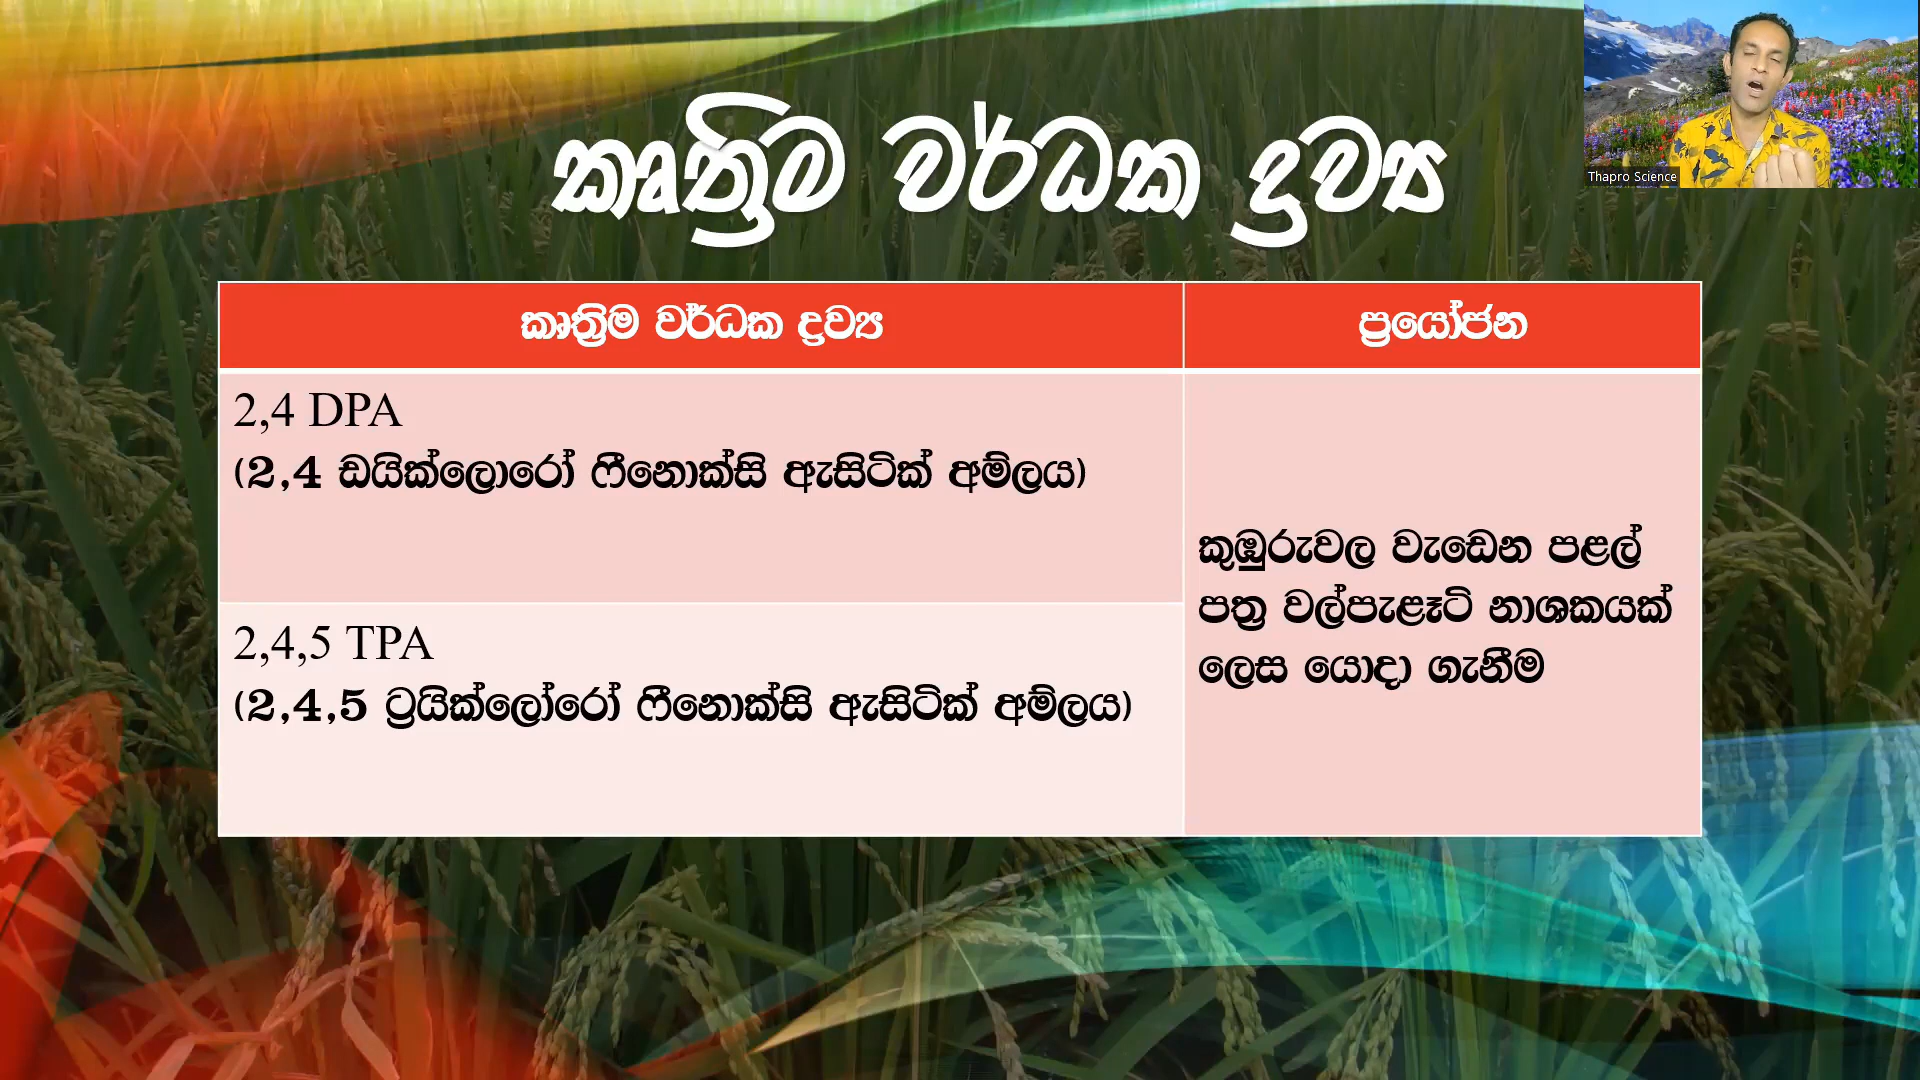 කෘත්‍රිම වර්ධක ද්‍රව්‍ය
Thapro Science
කෘත්‍රිම වර්ධක ද්‍රව්‍ය
ප්‍රයෝජන
2,4 DPA
(2,4 ඩයික්ලොරෝ ෆීනොක්සි ඇසිටික් අම්ලය)
කුඹුරුවල වැඩෙන පළල්
පත්‍ර වල්පැළෑටි නාශකයක්
ලෙස යොදා ගැනීම
2,4,5 TPA
(2,4,5 ට්‍රයික්ලෝරෝ ෆීනොක්සි ඇසිටික් අම්ලය)